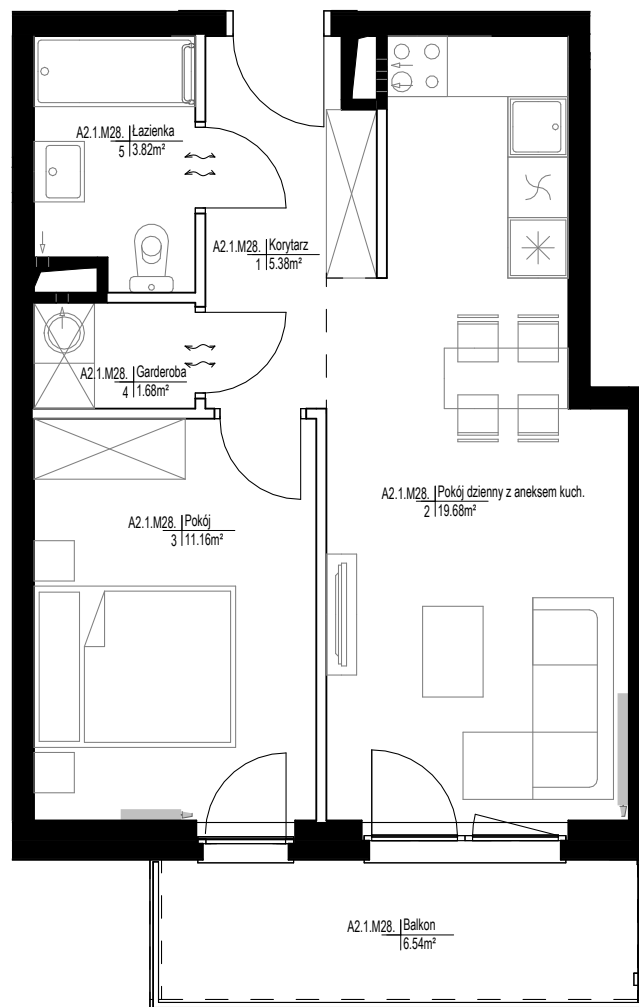 A2.1.M28. Łazienka
5 3.82m²
A2.1.M28. Korytarz
1 5.38m²
A2.1.M28. Garderoba
4 1.68m²
A2.1.M28. Pokój dzienny z aneksem kuch.
2 19.68m²
A2.1.M28. Pokój
3 11.16m²
A2.1.M28. Balkon
6.54m²